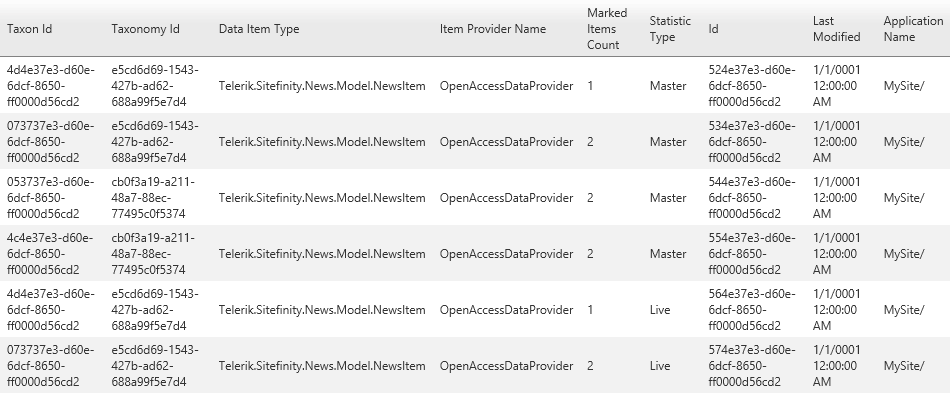 Taxon Id Taxonomy Id Data Item Type Item Provider Name Marked Items Count Statistic Type Id Last Modified Application Name
4d4e37e3-d60e-6dcf-8650-ff0000d56cd2 e5cd6d69-1543-427b-ad62-688a99f5e7d4 Telerik.Sitefinity.News.Model.NewsItem OpenAccessDataProvider 1 Master 524e37e3-d60e-6dcf-8650-ff0000d56cd2 1/1/0001 12:00:00 AM MySite/
073737e3-d60e-6dcf-8650-ff0000d56cd2 e5cd6d69-1543-427b-ad62-688a99f5e7d4 Telerik.Sitefinity.News.Model.NewsItem OpenAccessDataProvider 2 Master 534e37e3-d60e-6dcf-8650-ff0000d56cd2 1/1/0001 12:00:00 AM MySite/
053737e3-d60e-6dcf-8650-ff0000d56cd2 cb0f3a19-a211-48a7-88ec-77495c0f5374 Telerik.Sitefinity.News.Model.NewsItem OpenAccessDataProvider 2 Master 544e37e3-d60e-6dcf-8650-ff0000d56cd2 1/1/0001 12:00:00 AM MySite/
4c4e37e3-d60e-6dcf-8650-ff0000d56cd2 cb0f3a19-a211-48a7-88ec-77495c0f5374 Telerik.Sitefinity.News.Model.NewsItem OpenAccessDataProvider 2 Master 554e37e3-d60e-6dcf-8650-ff0000d56cd2 1/1/0001 12:00:00 AM MySite/
4d4e37e3-d60e-6dcf-8650-ff0000d56cd2 e5cd6d69-1543-427b-ad62-688a99f5e7d4 Telerik.Sitefinity.News.Model.NewsItem OpenAccessDataProvider 1 Live 564e37e3-d60e-6dcf-8650-ff0000d56cd2 1/1/0001 12:00:00 AM MySite/
073737e3-d60e-6dcf-8650-ff0000d56cd2 e5cd6d69-1543-427b-ad62-688a99f5e7d4 Telerik.Sitefinity.News.Model.NewsItem OpenAccessDataProvider 2 Live 574e37e3-d60e-6dcf-8650-ff0000d56cd2 1/1/0001 12:00:00 AM MySite/